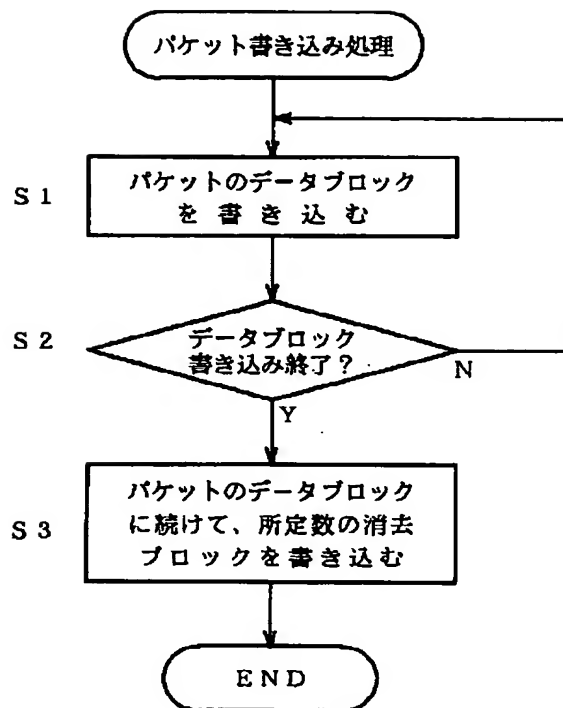 パケット書き込み処理
S1
パケットのデータブロック
を書き込む
S2
データブロック
書き込み終了?
N
Y
S3
パケットのデータブロック
に続けて、所定数の消去
ブロックを書き込む
END